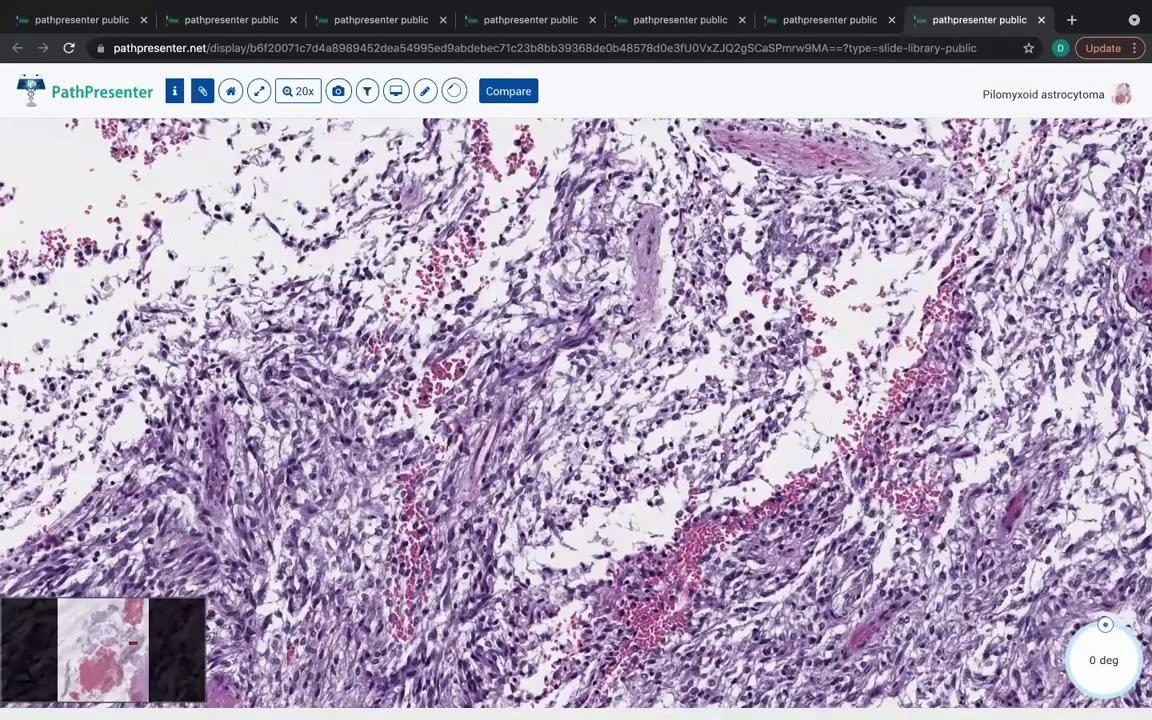 pathpresenter public pathpresenter public pathpresenter public pathpresenter public pathpresenter public pathpresenter public pathpresenter public
pathpresenter.net/display/b6f20071c7d4a8989452dea54995ed9abdebec71c23b8bb39368de0b48578d0e3fU0VxZJQ2gSCaSPmrw9MA==?type=slide-library-public D Update
PathPresenter i 20x Compare Pilomyxoid astrocytoma
0 deg